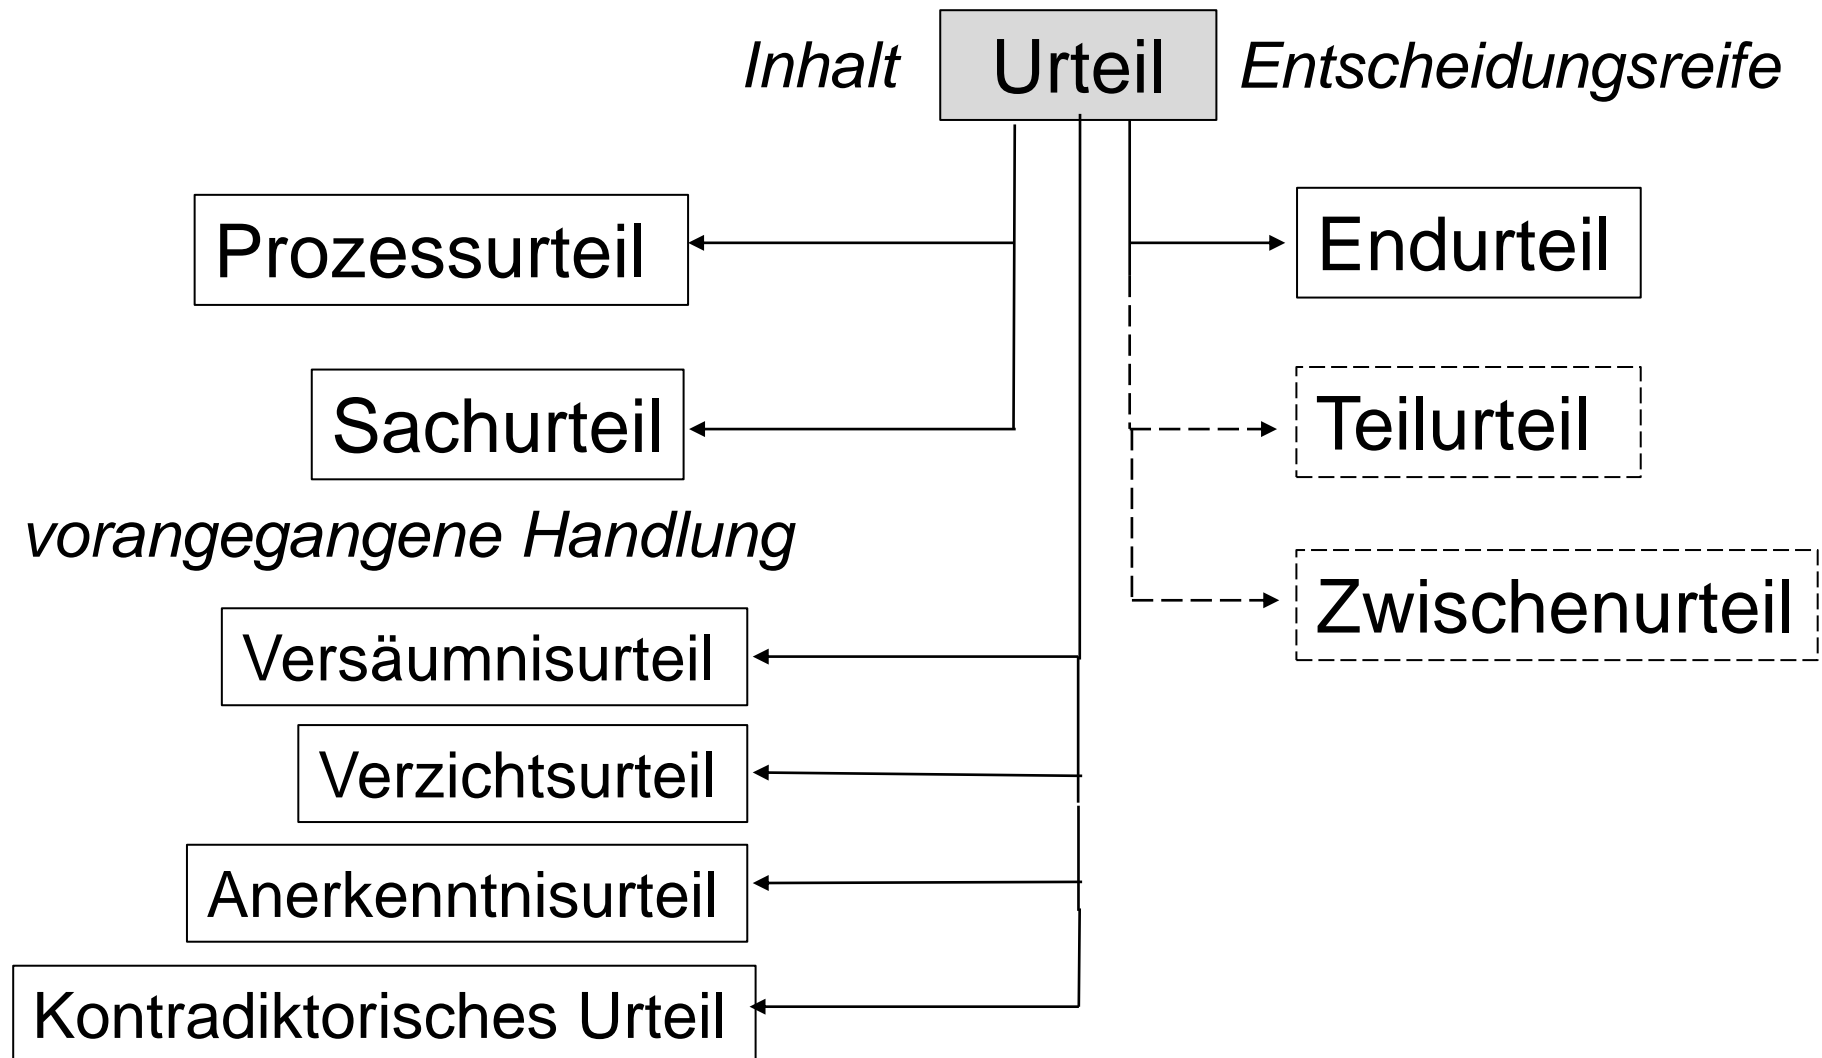 Inhalt
Urteil
Entscheidungsreife
Prozessurteil
Endurteil
Sachurteil
Teilurteil
vorangegangene Handlung
Zwischenurteil
Versäumnisurteil
Verzichtsurteil
Anerkenntnisurteil
Kontradiktorisches Urteil